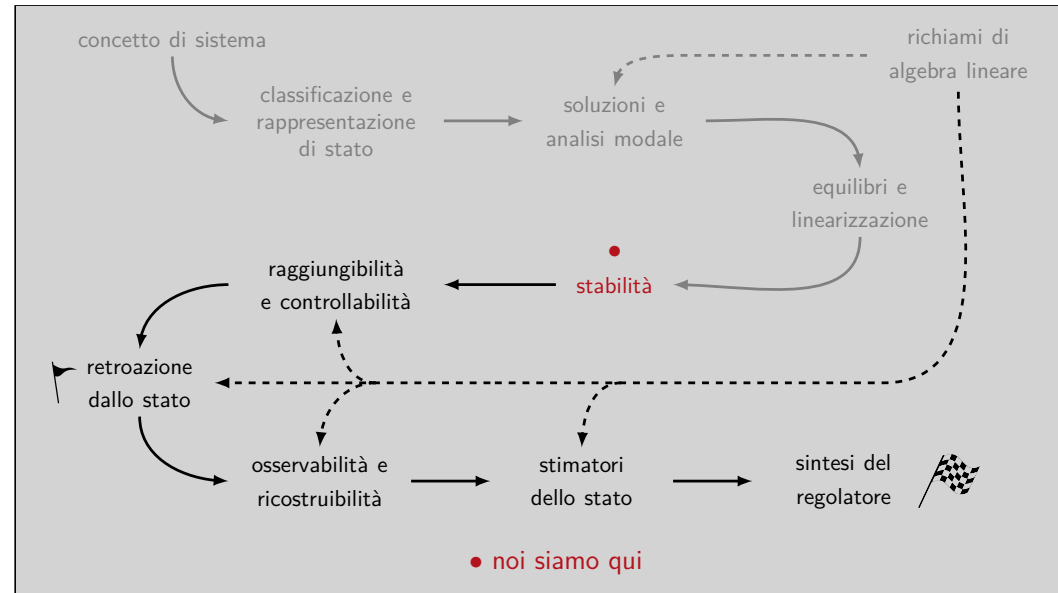 concetto di sistema
richiami di
algebra lineare
classificazione e
rappresentazione
di stato
soluzioni e
analisi modale
equilibri e
linearizzazione
stabilità
raggiungibilità
e controllabilità
retroazione
dallo stato
osservabilità e
ricostruibilità
stimatori
dello stato
sintesi del
regolatore
• noi siamo qui